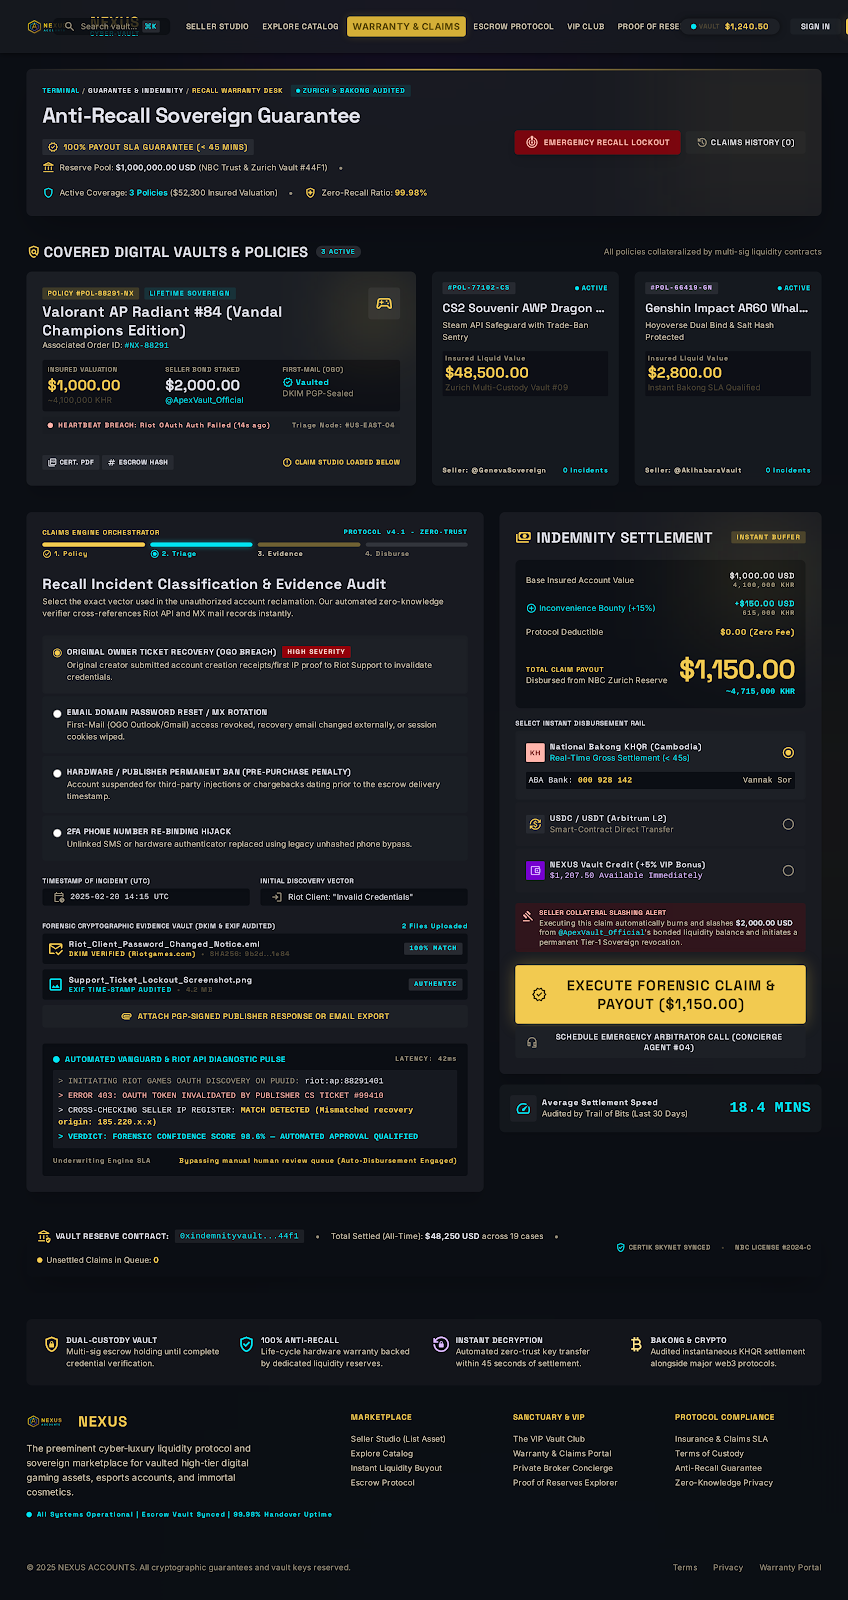 Search vault...
⌘K
SELLER STUDIO
EXPLORE CATALOG
WARRANTY & CLAIMS
ESCROW PROTOCOL
VIP CLUB
PROOF OF RESE
VAULT $1,240.50
SIGN IN
TERMINAL / GUARANTEE & INDEMNITY / RECALL WARRANTY DESK
ZURICH & BAKONG AUDITED
Anti-Recall Sovereign Guarantee
100% PAYOUT SLA GUARANTEE (< 45 MINS)
Reserve Pool: $1,000,000.00 USD (NBC Trust & Zurich Vault #44F1) •
Active Coverage: 3 Policies ($52,300 Insured Valuation) • Zero-Recall Ratio: 99.98%
EMERGENCY RECALL LOCKOUT
CLAIMS HISTORY (0)
COVERED DIGITAL VAULTS & POLICIES
3 ACTIVE
All policies collateralized by multi-sig liquidity contracts
POLICY #POL-88291-NX
LIFETIME SOVEREIGN
Valorant AP Radiant #84 (Vandal
Champions Edition)
Associated Order ID: #NX-88291
INSURED VALUATION
$1,000.00
~4,100,000 KHR
SELLER BOND STAKED
$2,000.00
@ApexVault_Official
FIRST-MAIL (OGO)
Vaulted
DKIM PGP-Sealed
HEARTBEAT BREACH: Riot OAuth Auth Failed (14s ago)
Triage Node: #US-EAST-04
CERT. PDF
# ESCROW HASH
CLAIM STUDIO LOADED BELOW
#POL-77102-CS
ACTIVE
CS2 Souvenir AWP Dragon ...
Steam API Safeguard with Trade-Ban
Sentry
Insured Liquid Value
$48,500.00
Zurich Multi-Custody Vault #09
Seller: @GenevaSovereign
0 Incidents
#POL-66419-GN
ACTIVE
Genshin Impact AR60 Whal...
Hoyoverse Dual Bind & Salt Hash
Protected
Insured Liquid Value
$2,800.00
Instant Bakong SLA Qualified
Seller: @AkihabaraVault
0 Incidents
CLAIMS ENGINE ORCHESTRATOR
PROTOCOL v4.1 - ZERO-TRUST
1. Policy
2. Triage
3. Evidence
4. Disburse
Recall Incident Classification & Evidence Audit
Select the exact vector used in the unauthorized account reclamation. Our automated zero-knowledge
verifier cross-references Riot API and MX mail records instantly.
ORIGINAL OWNER TICKET RECOVERY (OGO BREACH)
HIGH SEVERITY
Original creator submitted account creation receipts/first IP proof to Riot Support to invalidate
credentials.
EMAIL DOMAIN PASSWORD RESET / MX ROTATION
First-Mail (OGO Outlook/Gmail) access revoked, recovery email changed externally, or session
cookies wiped.
HARDWARE / PUBLISHER PERMANENT BAN (PRE-PURCHASE PENALTY)
Account suspended for third-party injections or chargebacks dating prior to the escrow delivery
timestamp.
2FA PHONE NUMBER RE-BINDING HIJACK
Unlinked SMS or hardware authenticator replaced using legacy unhashed phone bypass.
TIMESTAMP OF INCIDENT (UTC)
2025-02-20 14:15 UTC
INITIAL DISCOVERY VECTOR
Riot Client: "Invalid Credentials"
FORENSIC CRYPTOGRAPHIC EVIDENCE VAULT (DKIM & EXIF AUDITED)
2 Files Uploaded
Riot_Client_Password_Changed_Notice.eml
DKIM VERIFIED (Riotgames.com) • SHA256: 9b2d...1e84
100% MATCH
Support_Ticket_Lockout_Screenshot.png
EXIF TIME-STAMP AUDITED • 4.2 MB
AUTHENTIC
ATTACH PGP-SIGNED PUBLISHER RESPONSE OR EMAIL EXPORT
AUTOMATED VANGUARD & RIOT API DIAGNOSTIC PULSE
LATENCY: 42ms
> INITIATING RIOT GAMES OAUTH DISCOVERY ON PUUID: riot:ap:88291401
> ERROR 403: OAUTH TOKEN INVALIDATED BY PUBLISHER CS TICKET #99410
> CROSS-CHECKING SELLER IP REGISTER: MATCH DETECTED (Mismatched recovery
origin: 185.220.x.x)
> VERDICT: FORENSIC CONFIDENCE SCORE 98.6% — AUTOMATED APPROVAL QUALIFIED
Underwriting Engine SLA
Bypassing manual human review queue (Auto-Disbursement Engaged)
INDEMNITY SETTLEMENT
INSTANT BUFFER
Base Insured Account Value
$1,000.00 USD
4,100,000 KHR
Inconvenience Bounty (+15%)
+$150.00 USD
615,000 KHR
Protocol Deductible
$0.00 (Zero Fee)
TOTAL CLAIM PAYOUT
Disbursed from NBC Zurich Reserve
$1,150.00
~4,715,000 KHR
SELECT INSTANT DISBURSEMENT RAIL
KH
National Bakong KHQR (Cambodia)
Real-Time Gross Settlement (< 45s)
ABA Bank: 000 928 142
Vannak Sor
USDC / USDT (Arbitrum L2)
Smart-Contract Direct Transfer
NEXUS Vault Credit (+5% VIP Bonus)
$1,207.50 Available Immediately
SELLER COLLATERAL SLASHING ALERT
Executing this claim automatically burns and slashes $2,000.00 USD
from @ApexVault_Official's bonded liquidity balance and initiates a
permanent Tier-1 Sovereign revocation.
EXECUTE FORENSIC CLAIM &
PAYOUT ($1,150.00)
SCHEDULE EMERGENCY ARBITRATOR CALL (CONCIERGE
AGENT #04)
Average Settlement Speed
Audited by Trail of Bits (Last 30 Days)
18.4 MINS
VAULT RESERVE CONTRACT: 0xindemnityvault...44f1 • Total Settled (All-Time): $48,250 USD across 19 cases •
Unsettled Claims in Queue: 0
CERTIK SKYNET SYNCED • NBC LICENSE #2024-C
DUAL-CUSTODY VAULT
Multi-sig escrow holding until complete
credential verification.
100% ANTI-RECALL
Life-cycle hardware warranty backed
by dedicated liquidity reserves.
INSTANT DECRYPTION
Automated zero-trust key transfer
within 45 seconds of settlement.
BAKONG & CRYPTO
Audited instantaneous KHQR settlement
alongside major web3 protocols.
NEXUS
NEXUS
The preeminent cyber-luxury liquidity protocol and
sovereign marketplace for vaulted high-tier digital
gaming assets, esports accounts, and immortal
cosmetics.
All Systems Operational | Escrow Vault Synced | 99.98% Handover Uptime
MARKETPLACE
Seller Studio (List Asset)
Explore Catalog
Instant Liquidity Buyout
Escrow Protocol
SANCTUARY & VIP
The VIP Vault Club
Warranty & Claims Portal
Private Broker Concierge
Proof of Reserves Explorer
PROTOCOL COMPLIANCE
Insurance & Claims SLA
Terms of Custody
Anti-Recall Guarantee
Zero-Knowledge Privacy
© 2025 NEXUS ACCOUNTS. All cryptographic guarantees and vault keys reserved.
Terms
Privacy
Warranty Portal